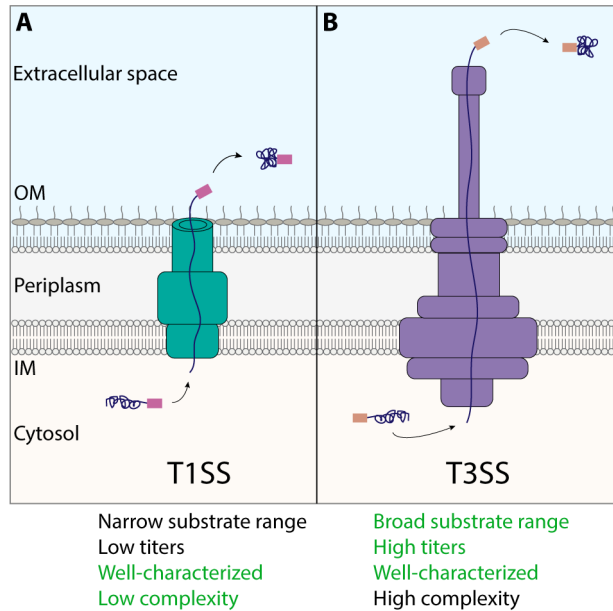 A
B
Extracellular space
OM
Periplasm
IM
Cytosol
T1SS
T3SS
Narrow substrate range
Low titers
Well-characterized
Low complexity
Broad substrate range
High titers
Well-characterized
High complexity